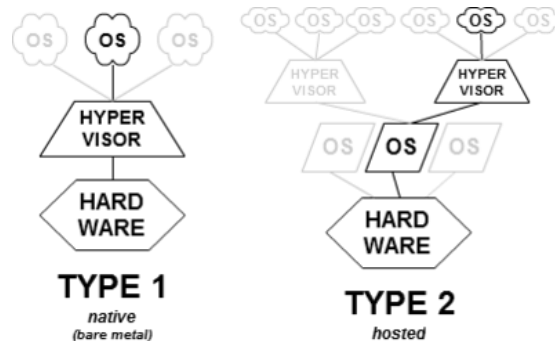 OS OS OS
HYPER
VISOR
HARD
WARE
TYPE 1
native
(bare metal)
OS OS OS OS OS OS
HYPER
VISOR
HYPER
VISOR
OS OS OS
HARD
WARE
TYPE 2
hosted